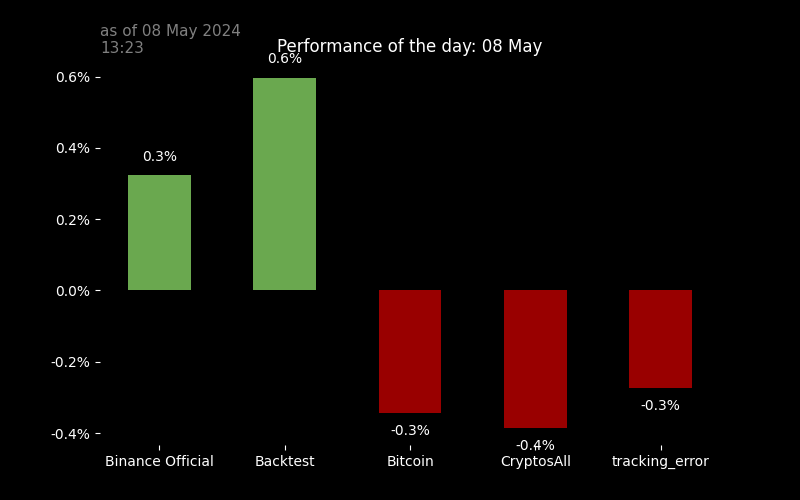 as of 08 May 2024
13:23
Performance of the day: 08 May
0.6%
0.4%
0.2%
0.0%
-0.2%
-0.4%
0.3%
0.6%
-0.3%
-0.4%
-0.3%
Binance Official
Backtest
Bitcoin
CryptosAll
tracking_error